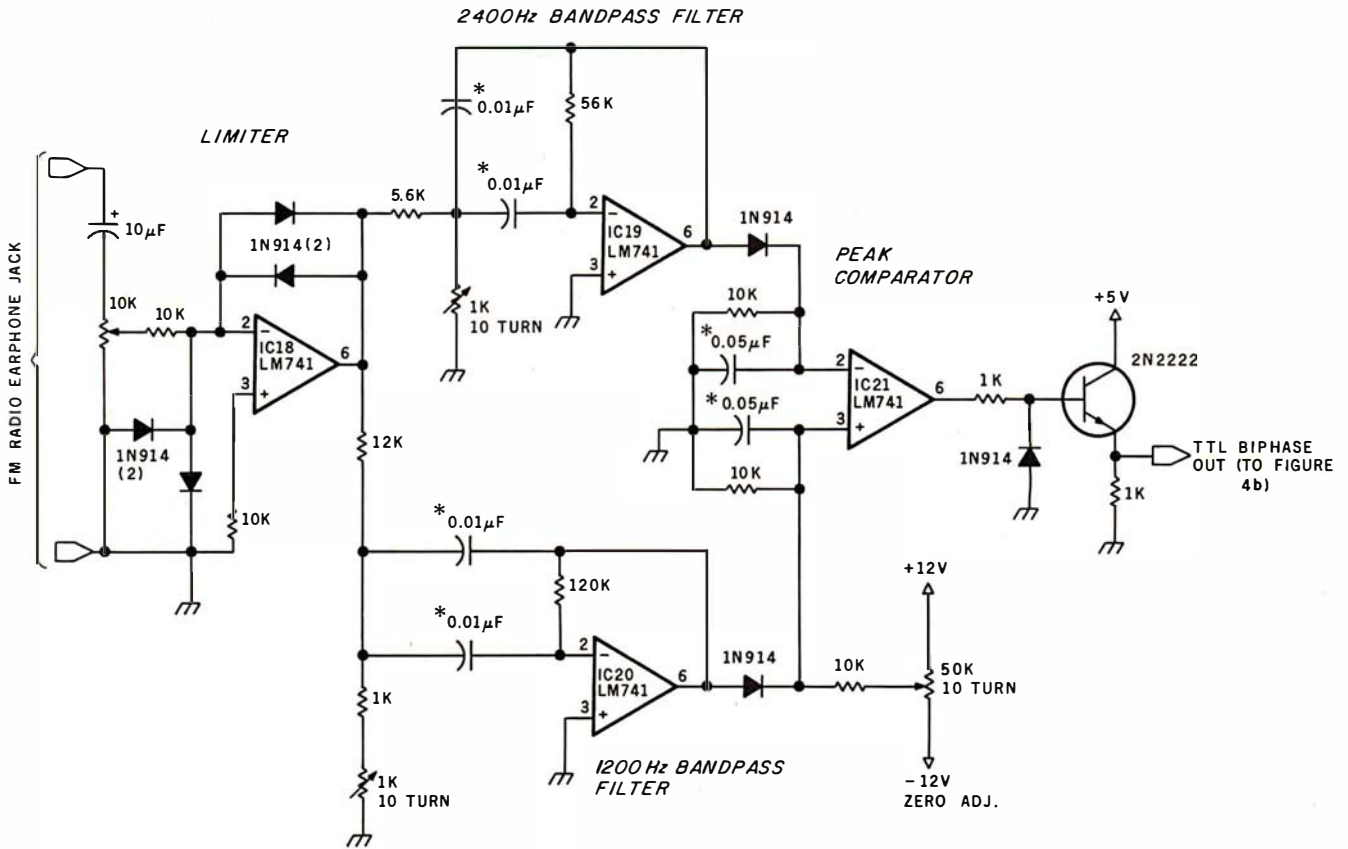 2400Hz BANDPASS FILTER
*
0.01µF
56K
LIMITER
*
0.01µF
5.6K
+
10µF
1N914(2)
2
−
IC19
LM741
6
3
+
1N914
PEAK
COMPARATOR
FM RADIO EARPHONE JACK
10K
10K
2
−
IC18
LM741
6
3
+
1K
10 TURN
10K
*
0.05µF
2
−
IC21
LM741
6
3
+
*
0.05µF
10K
1K
+5V
2N2222
1N914
TTL BIPHASE
OUT (TO FIGURE
4b)
1K
1N914
(2)
10K
12K
*
0.01µF
120K
*
0.01µF
2
−
IC20
LM741
6
3
+
1N914
10K
+12V
50K
10 TURN
−12V
ZERO ADJ.
1K
1K
10 TURN
1200 Hz BANDPASS
FILTER